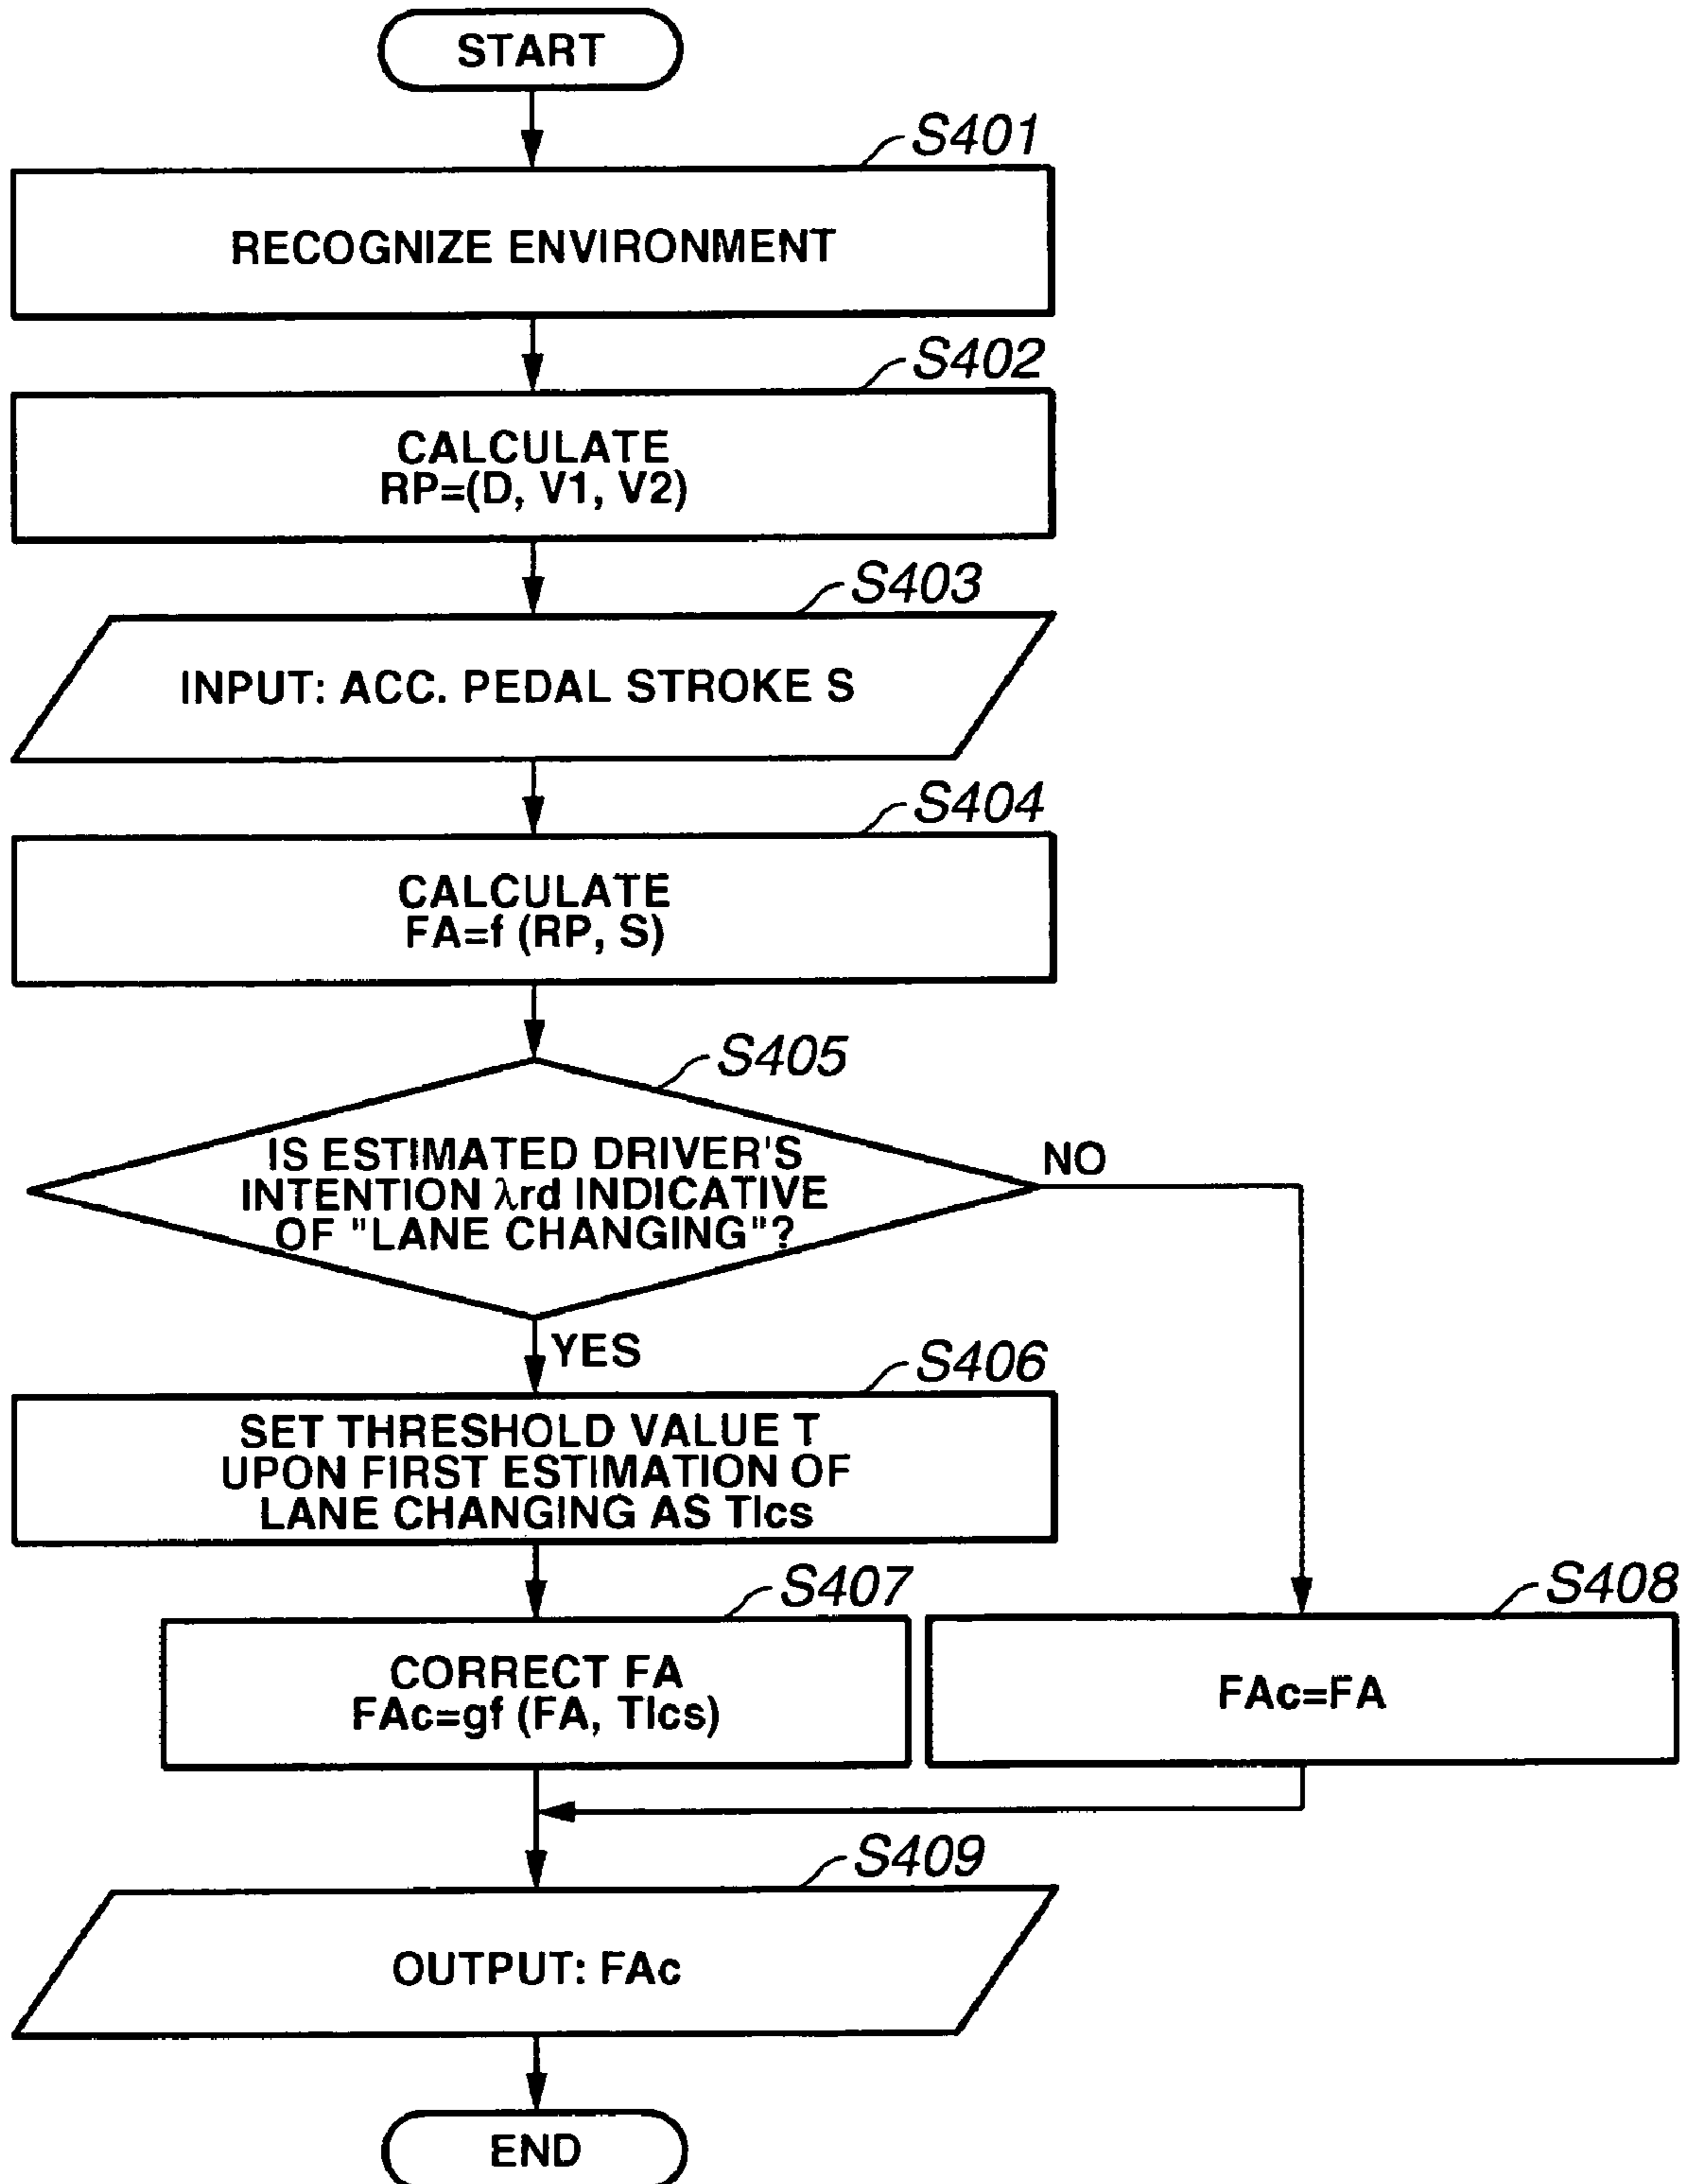 START
S401
RECOGNIZE ENVIRONMENT
S402
CALCULATE
RP=(D, V1, V2)
S403
INPUT: ACC. PEDAL STROKE S
S404
CALCULATE
FA=f (RP, S)
S405
IS ESTIMATED DRIVER'S
INTENTION λrd INDICATIVE
OF "LANE CHANGING"?
NO
YES
S406
SET THRESHOLD VALUE T
UPON FIRST ESTIMATION OF
LANE CHANGING AS Tlcs
S407
CORRECT FA
FAc=gf (FA, Tlcs)
S408
FAc=FA
S409
OUTPUT: FAc
END